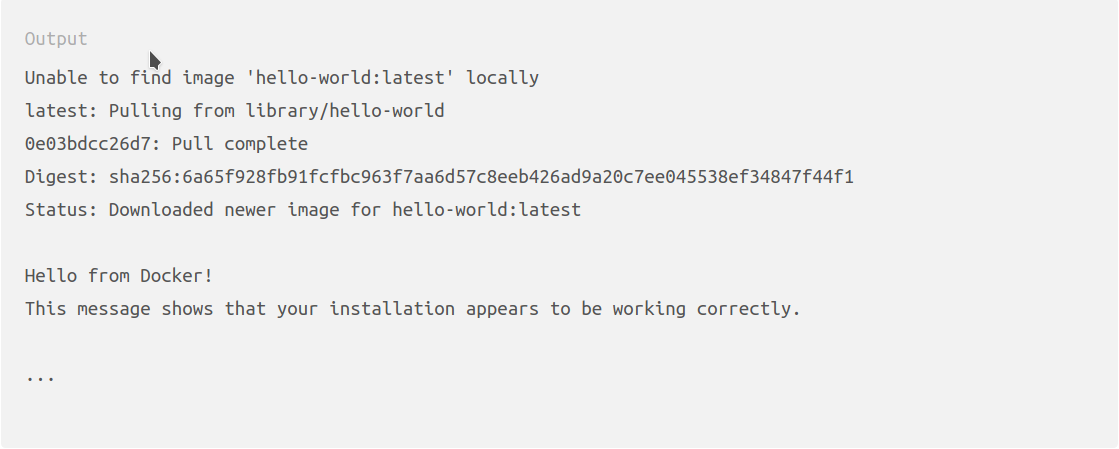 Output
Unable to find image 'hello-world:latest' locally
latest: Pulling from library/hello-world
0e03bdcc26d7: Pull complete
Digest: sha256:6a65f928fb91fcfbc963f7aa6d57c8eeb426ad9a20c7ee045538ef34847f44f1
Status: Downloaded newer image for hello-world:latest
Hello from Docker!
This message shows that your installation appears to be working correctly.
...